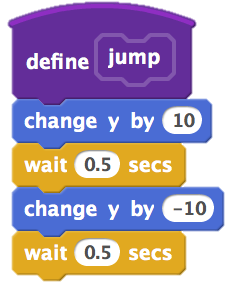 define jump
change y by 10
wait 0.5 secs
change y by -10
wait 0.5 secs